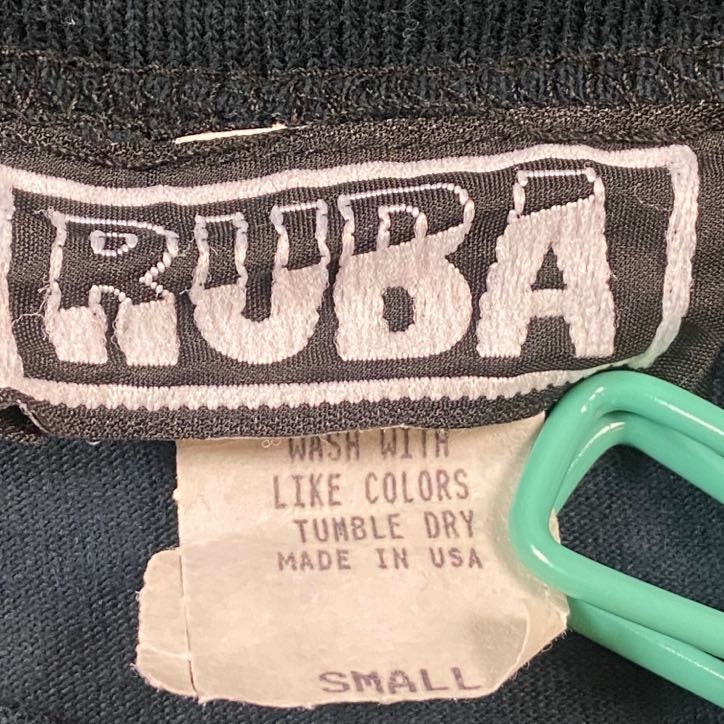 RUBA
WASH WITH
LIKE COLORS
TUMBLE DRY
MADE IN USA
SMALL